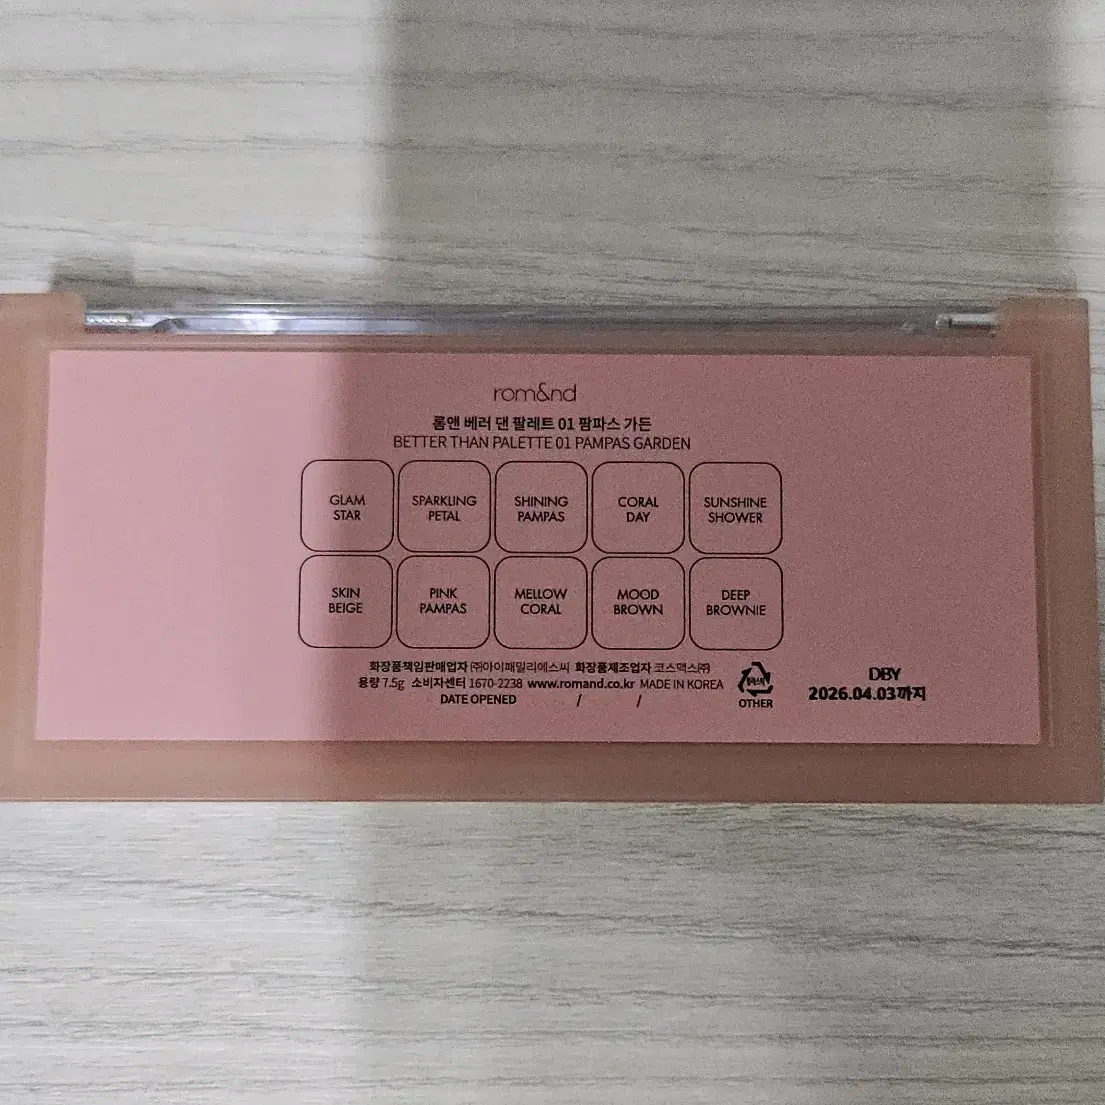 rom&nd
롬앤 베러 댄 팔레트 01 팜파스 가든
BETTER THAN PALETTE 01 PAMPAS GARDEN
GLAM
STAR
SPARKLING
PETAL
SHINING
PAMPAS
CORAL
DAY
SUNSHINE
SHOWER
SKIN
BEIGE
PINK
PAMPAS
MELLOW
CORAL
MOOD
BROWN
DEEP
BROWNIE
화장품책임판매업자 ㈜아이패밀리에스씨 화장품제조업자 코스맥스㈜
용량 7.5g 소비자센터 1670-2238 www.romand.co.kr MADE IN KOREA
DATE OPENED / /
OTHER
DBY
2026.04.03까지